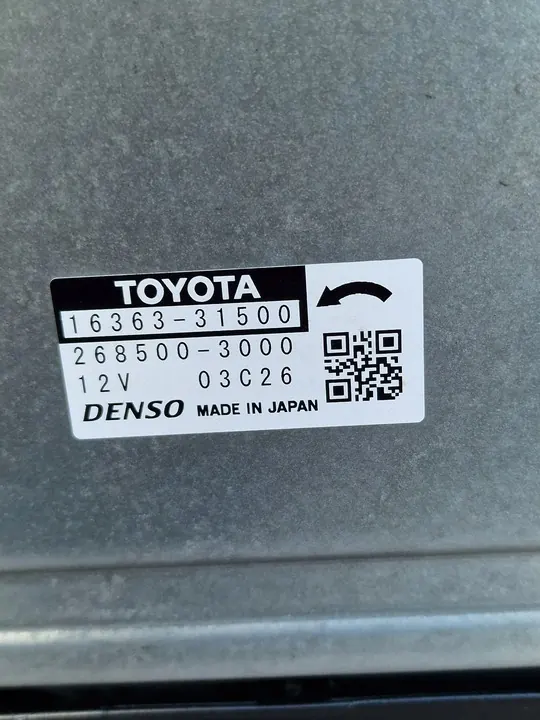 TOYOTA
16363-31500
268500-3000
12V 03C26
DENSO MADE IN JAPAN